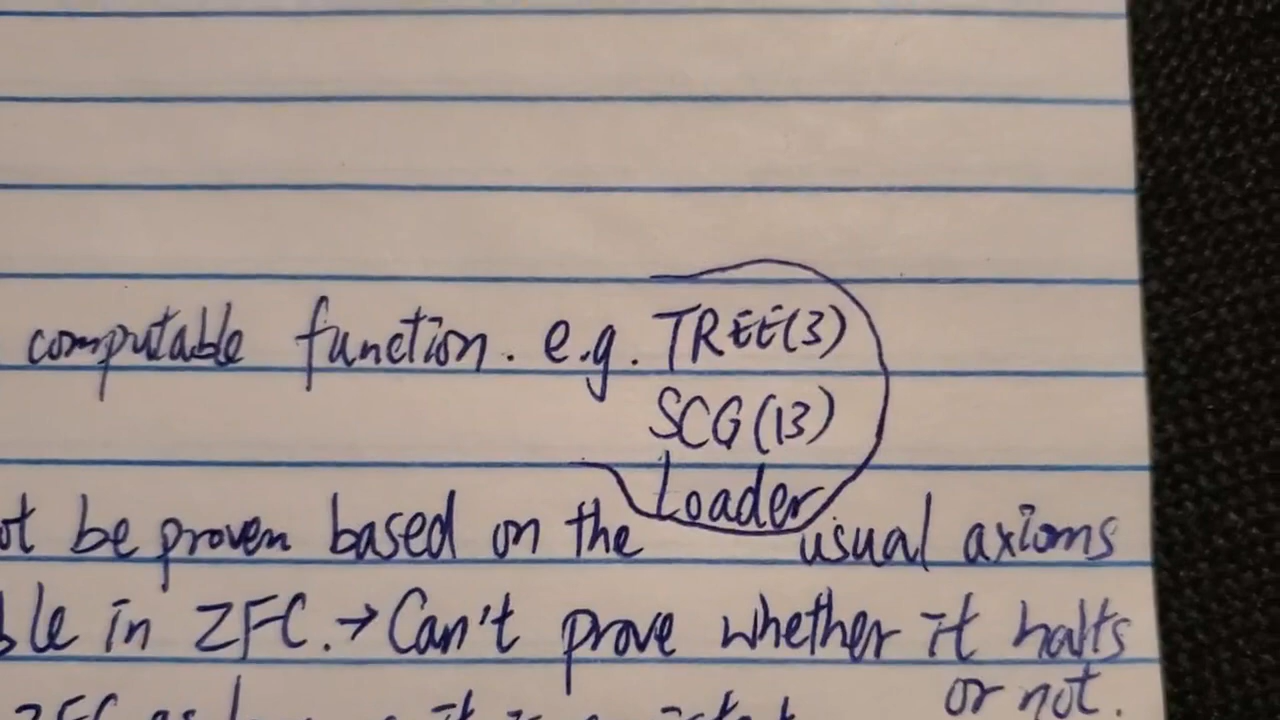 computable function. e.g. TREE(3)
SCG(13)
Loader
be proven based on the usual axioms
in ZFC. → Can't prove whether it halts
or not.
ZFC